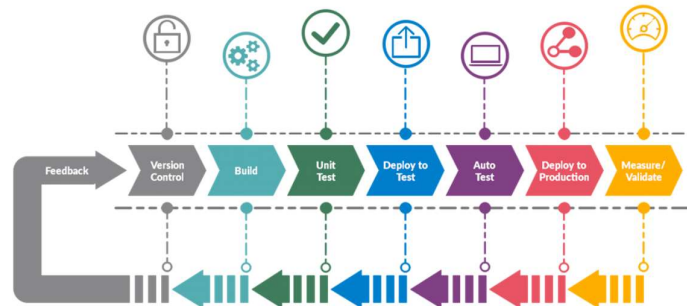 Feedback
Version
Control
Build
Unit
Test
Deploy to
Test
Auto
Test
Deploy to
Production
Measure/
Validate